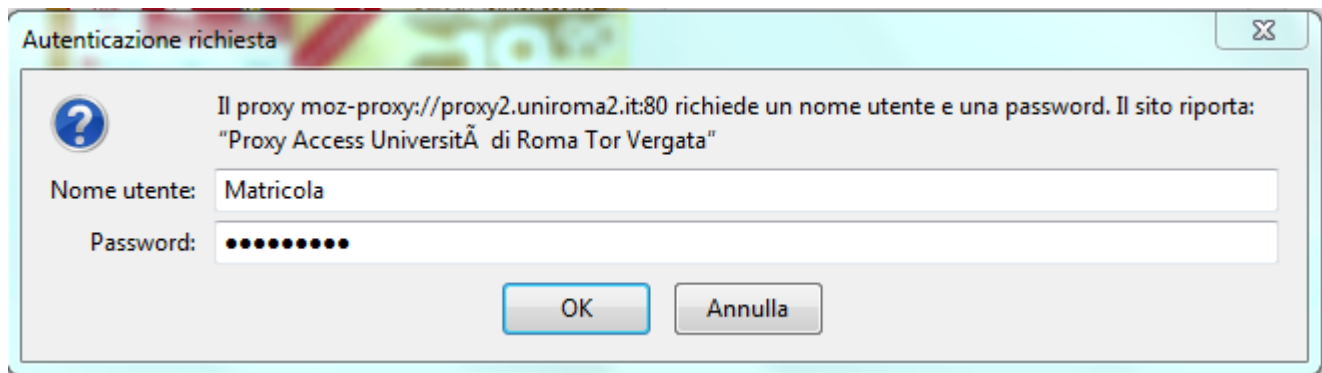 Autenticazione richiesta
Il proxy moz-proxy://proxy2.uniroma2.it:80 richiede un nome utente e una password. Il sito riporta:
“Proxy Access UniversitÃ  di Roma Tor Vergata”
Nome utente: Matricola
Password: ●●●●●●●●●
OK Annulla